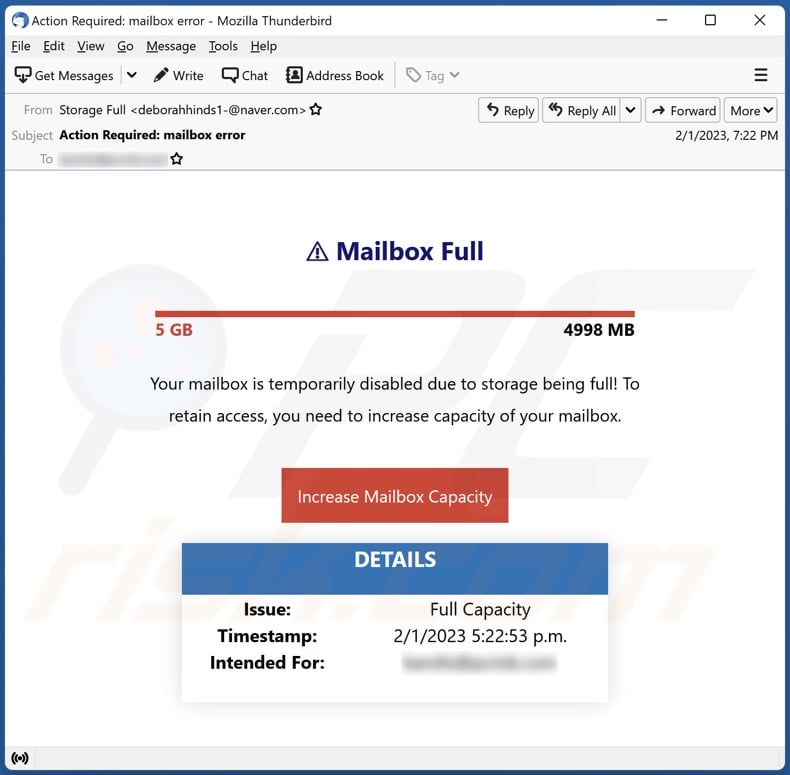 Action Required: mailbox error - Mozilla Thunderbird
File Edit View Go Message Tools Help
Get Messages Write Chat Address Book Tag
From Storage Full <deborahhinds1-@naver.com> Reply Reply All Forward More
Subject Action Required: mailbox error 2/1/2023, 7:22 PM
To
Mailbox Full
5 GB 4998 MB
Your mailbox is temporarily disabled due to storage being full! To
retain access, you need to increase capacity of your mailbox.
Increase Mailbox Capacity
DETAILS
Issue: Full Capacity
Timestamp: 2/1/2023 5:22:53 p.m.
Intended For:
PC
risk.com